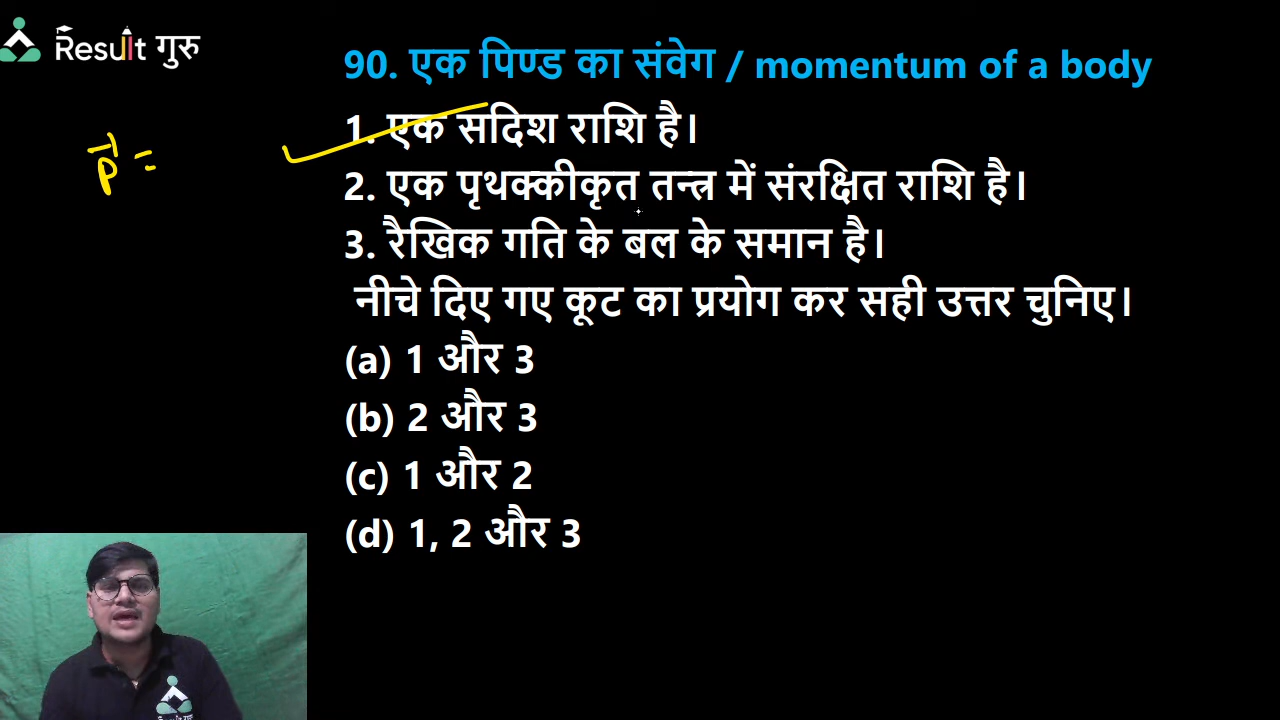 Result गुरु
90. एक पिण्ड का संवेग / momentum of a body
1. एक सदिश राशि है।
2. एक पृथक्कीकृत तन्त्र में संरक्षित राशि है।
3. रैखिक गति के बल के समान है।
नीचे दिए गए कूट का प्रयोग कर सही उत्तर चुनिए।
(a) 1 और 3
(b) 2 और 3
(c) 1 और 2
(d) 1, 2 और 3
p⃗ =